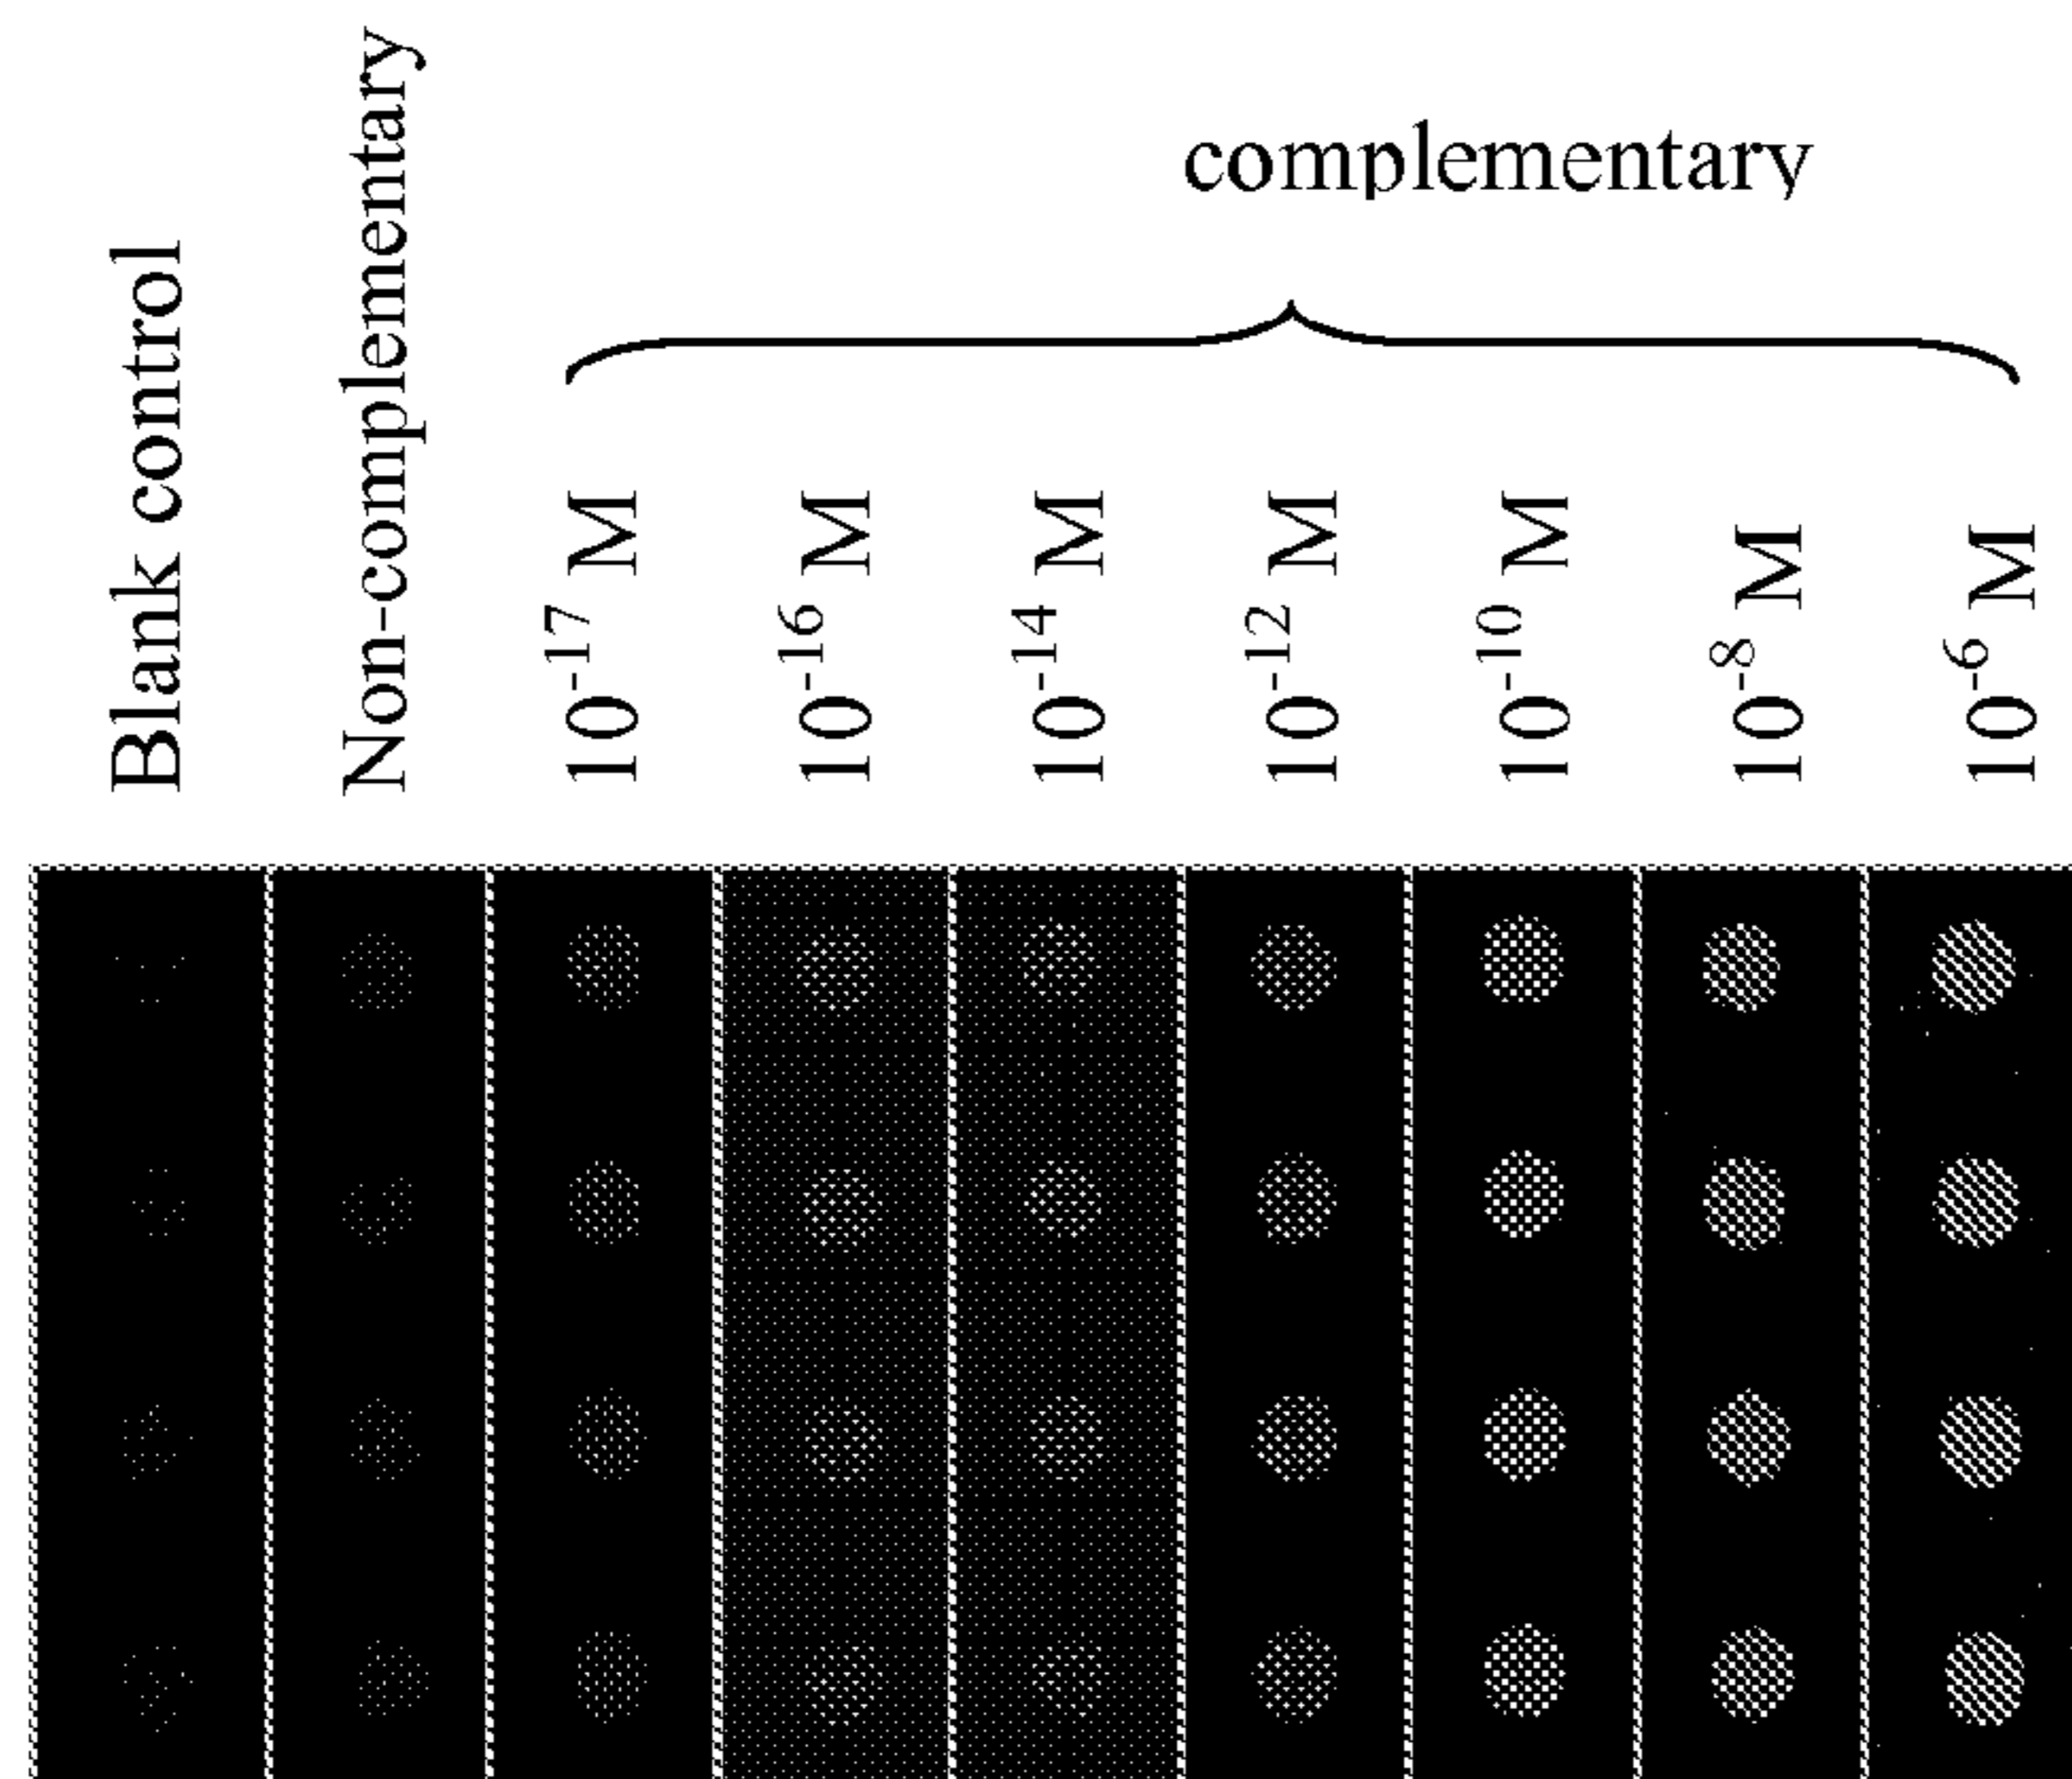 complementary
Blank control
Non-complementary
10⁻¹⁷ M
10⁻¹⁶ M
10⁻¹⁴ M
10⁻¹² M
10⁻¹⁰ M
10⁻⁸ M
10⁻⁶ M